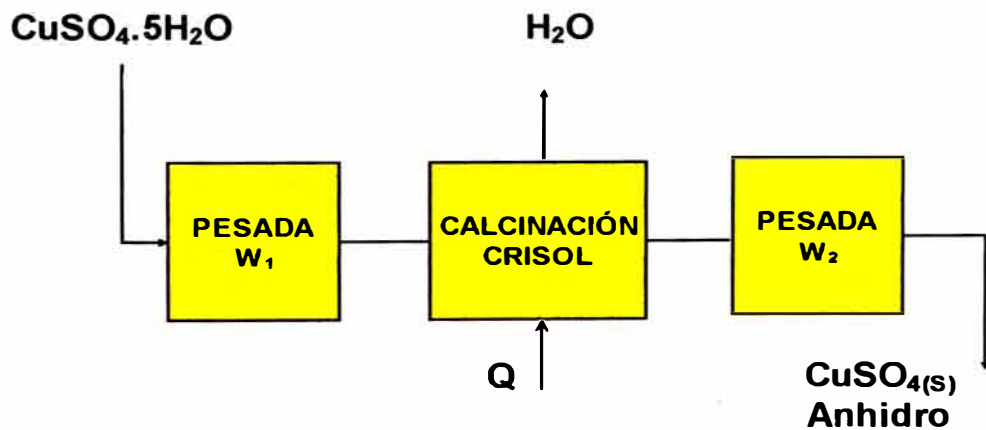 CuSO₄.5H₂O
H₂O
PESADA
W₁
CALCINACIÓN
CRISOL
PESADA
W₂
Q
CuSO₄(S)
Anhidro